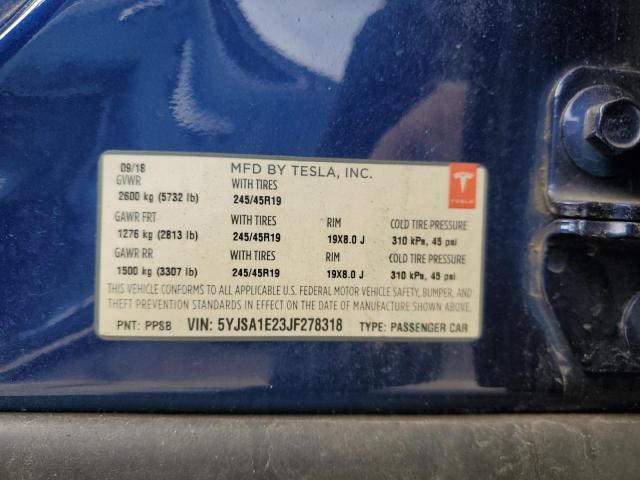 09/18 MFD BY TESLA, INC.
GVWR WITH TIRES
2600 kg (5732 lb) 245/45R19
TESLA
GAWR FRT WITH TIRES RIM COLD TIRE PRESSURE
1276 kg (2813 lb) 245/45R19 19X8.0 J 310 kPa, 45 psi
GAWR RR WITH TIRES RIM COLD TIRE PRESSURE
1500 kg (3307 lb) 245/45R19 19X8.0 J 310 kPa, 45 psi
THIS VEHICLE CONFORMS TO ALL APPLICABLE U.S. FEDERAL MOTOR VEHICLE SAFETY, BUMPER, AND
THEFT PREVENTION STANDARDS IN EFFECT ON THE DATE OF MANUFACTURE SHOWN ABOVE.
PNT: PPSB VIN: 5YJSA1E23JF278318 TYPE: PASSENGER CAR